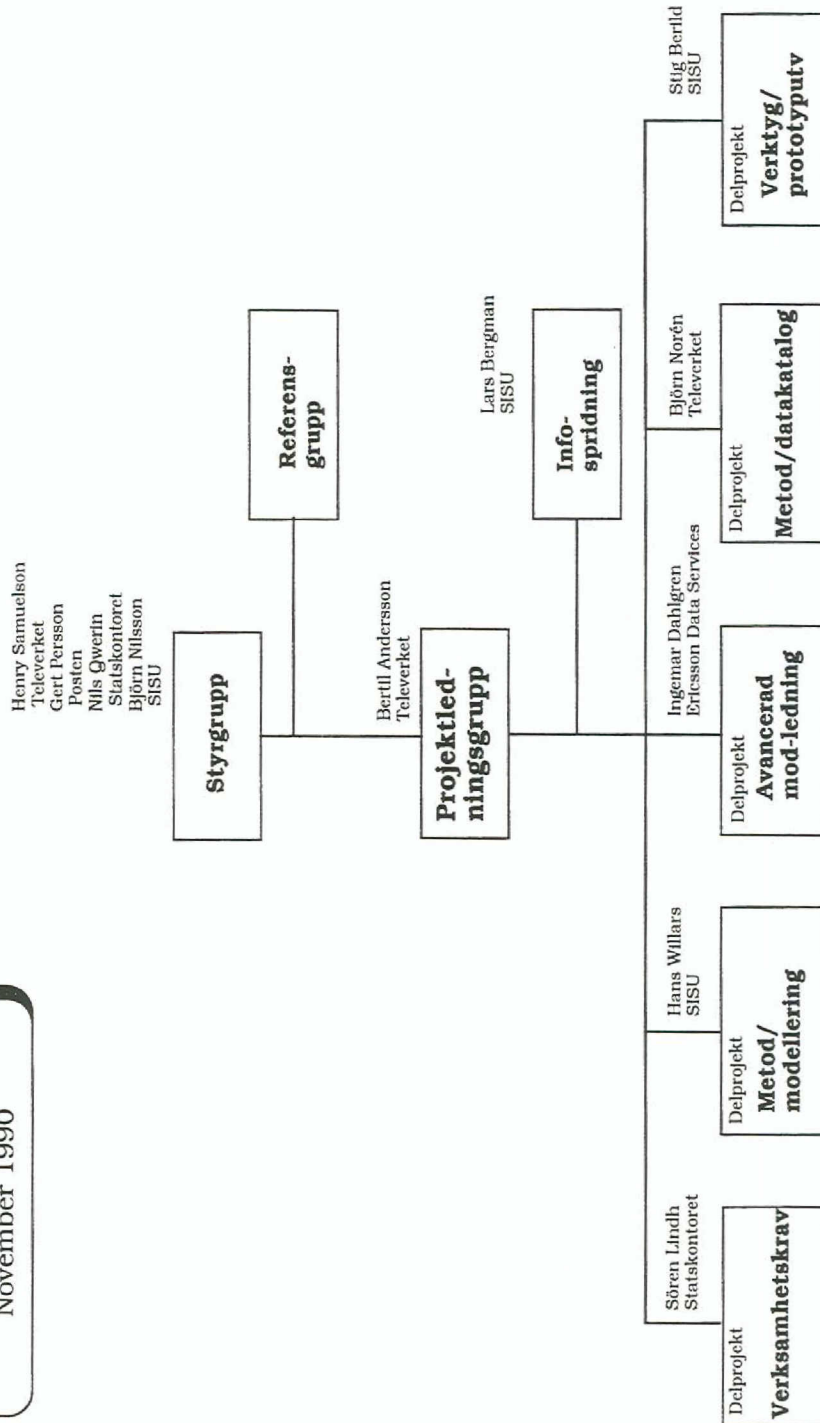 November 1990
Henry Samuelson
Televerket
Gert Persson
Posten
Nils Qwerin
Statskontoret
Björn Nilsson
SISU
Styrgrupp
Referens-
grupp
Bertil Andersson
Televerket
Projektled-
ningsgrupp
Lars Bergman
SISU
Info-
spridning
Sören Lindh
Statskontoret
Delprojekt
Verksamhetskrav
Hans Willars
SISU
Delprojekt
Metod/
modellering
Ingemar Dahlgren
Ericsson Data Services
Delprojekt
Avancerad
mod-ledning
Björn Norén
Televerket
Delprojekt
Metod/datakatalog
Stig Berild
SISU
Delprojekt
Verktyg/
prototyputv